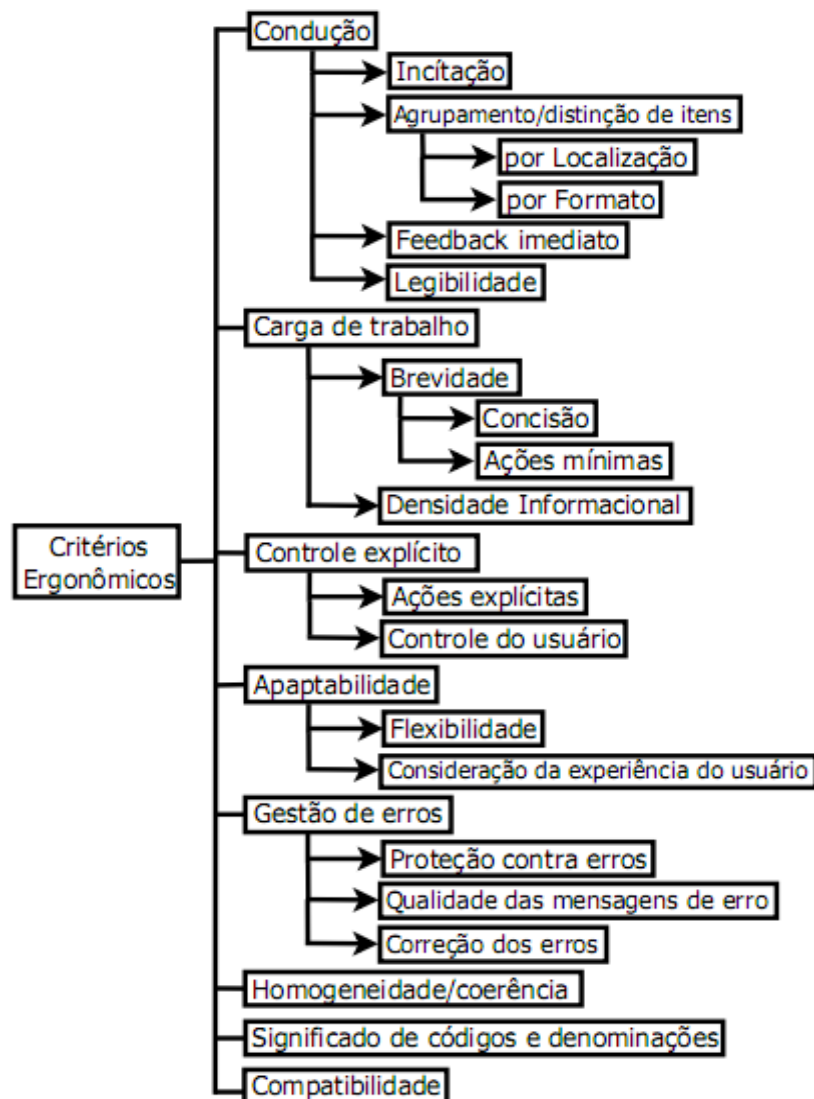 Condução
Incítação
Agrupamento/distinção de itens
por Localização
por Formato
Feedback imediato
Legibilidade
Carga de trabalho
Brevidade
Concisão
Ações mínimas
Densidade Informacional
Critérios
Ergonômicos
Controle explícito
Ações explícitas
Controle do usuário
Apaptabilidade
Flexibilidade
Consideração da experiência do usuário
Gestão de erros
Proteção contra erros
Qualidade das mensagens de erro
Correção dos erros
Homogeneidade/coerência
Significado de códigos e denominações
Compatibilidade